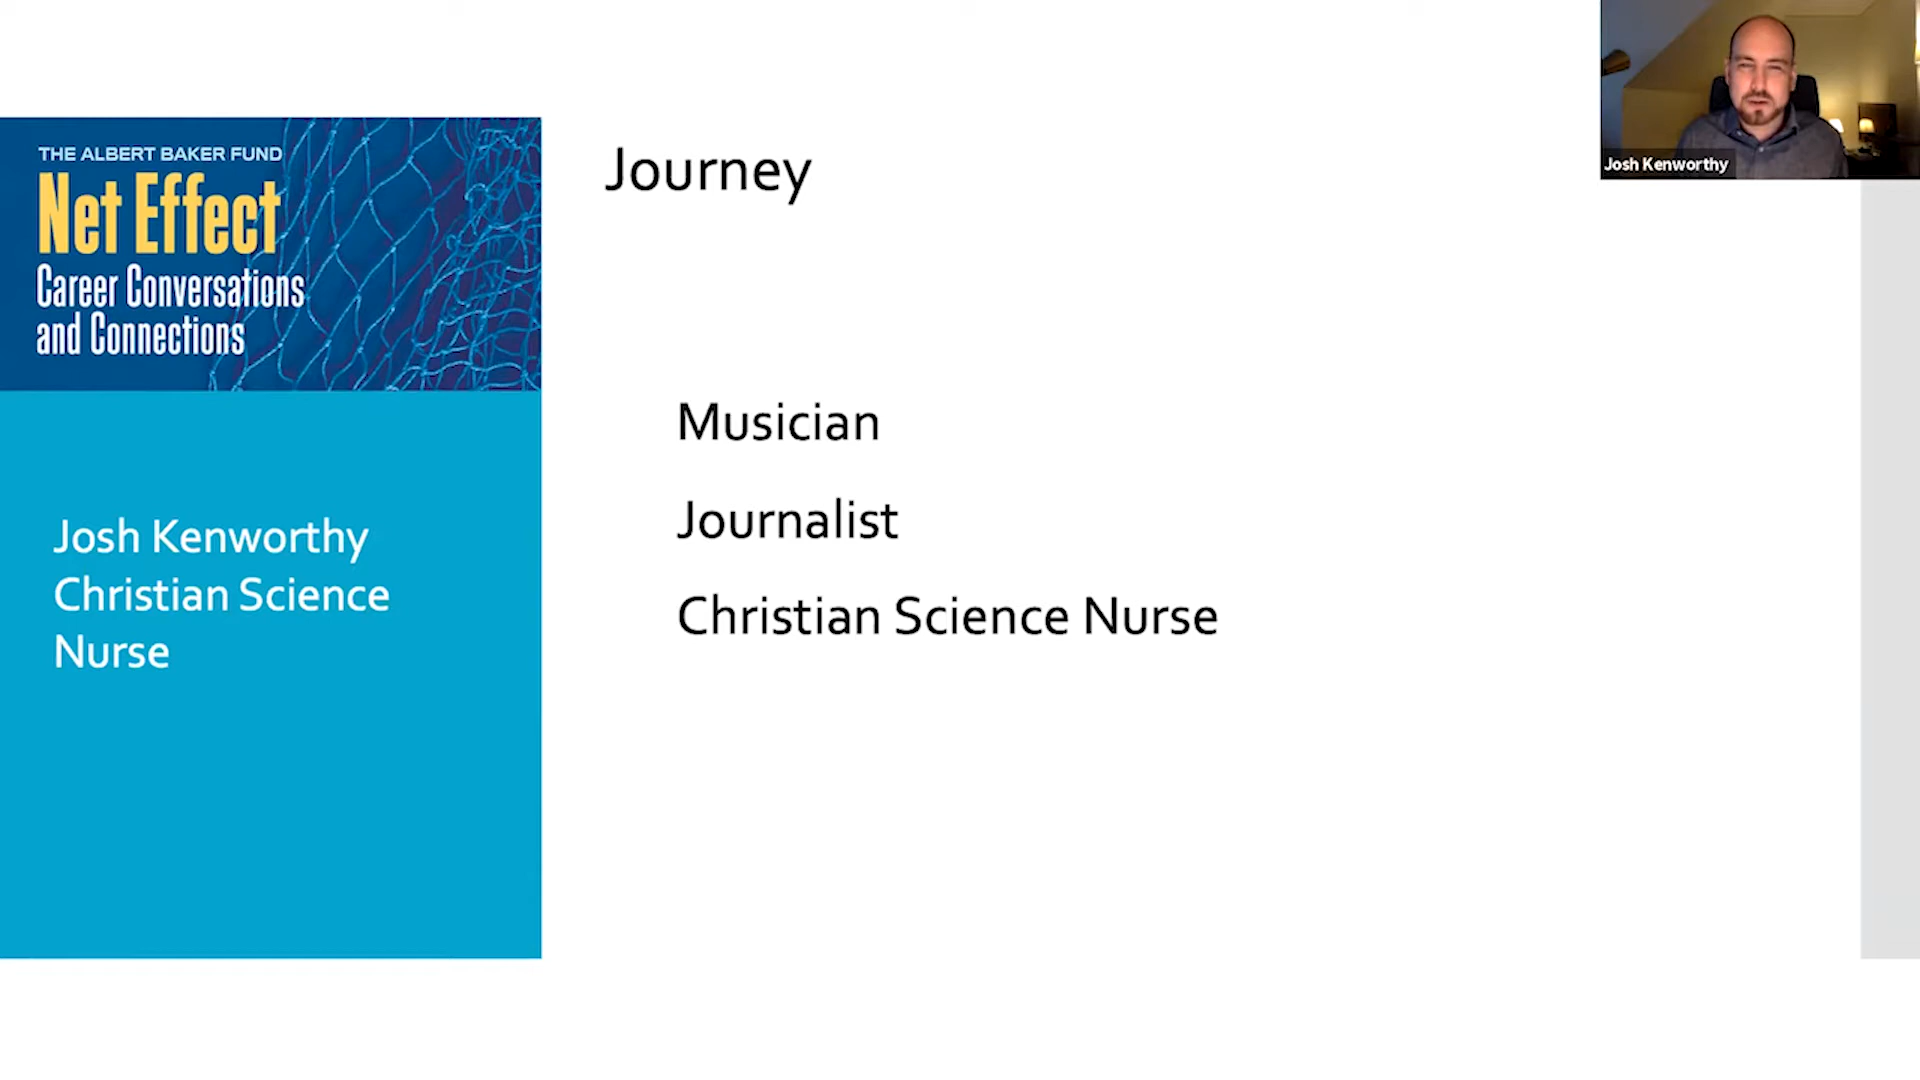 THE ALBERT BAKER FUND
Net Effect
Career Conversations
and Connections
Josh Kenworthy
Christian Science
Nurse
Journey
Musician
Journalist
Christian Science Nurse
Josh Kenworthy